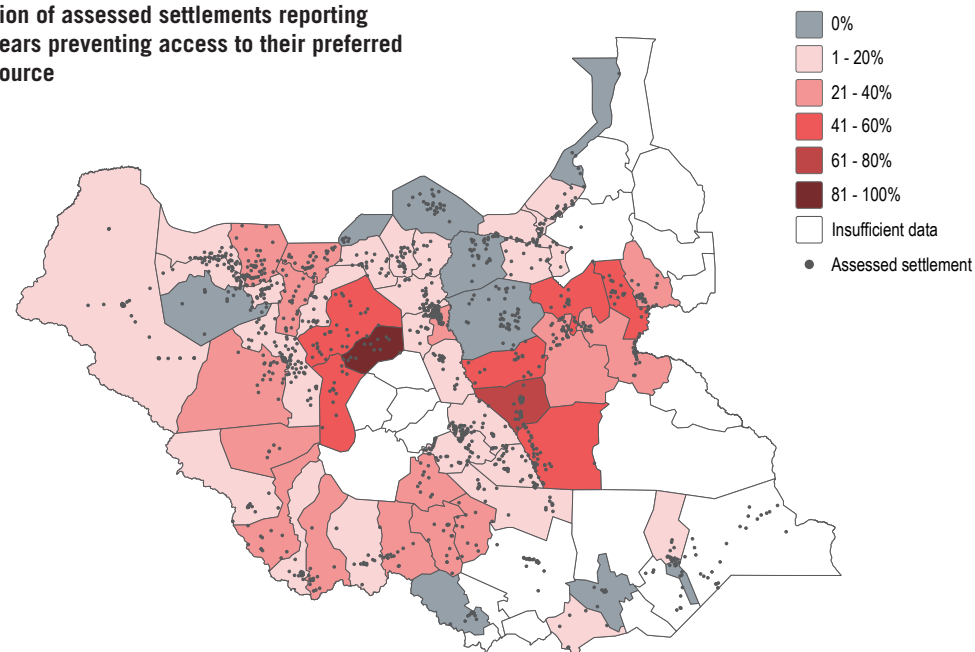 ion of assessed settlements reporting
ears preventing access to their preferred
ource
0%
1 - 20%
21 - 40%
41 - 60%
61 - 80%
81 - 100%
Insufficient data
Assessed settlement